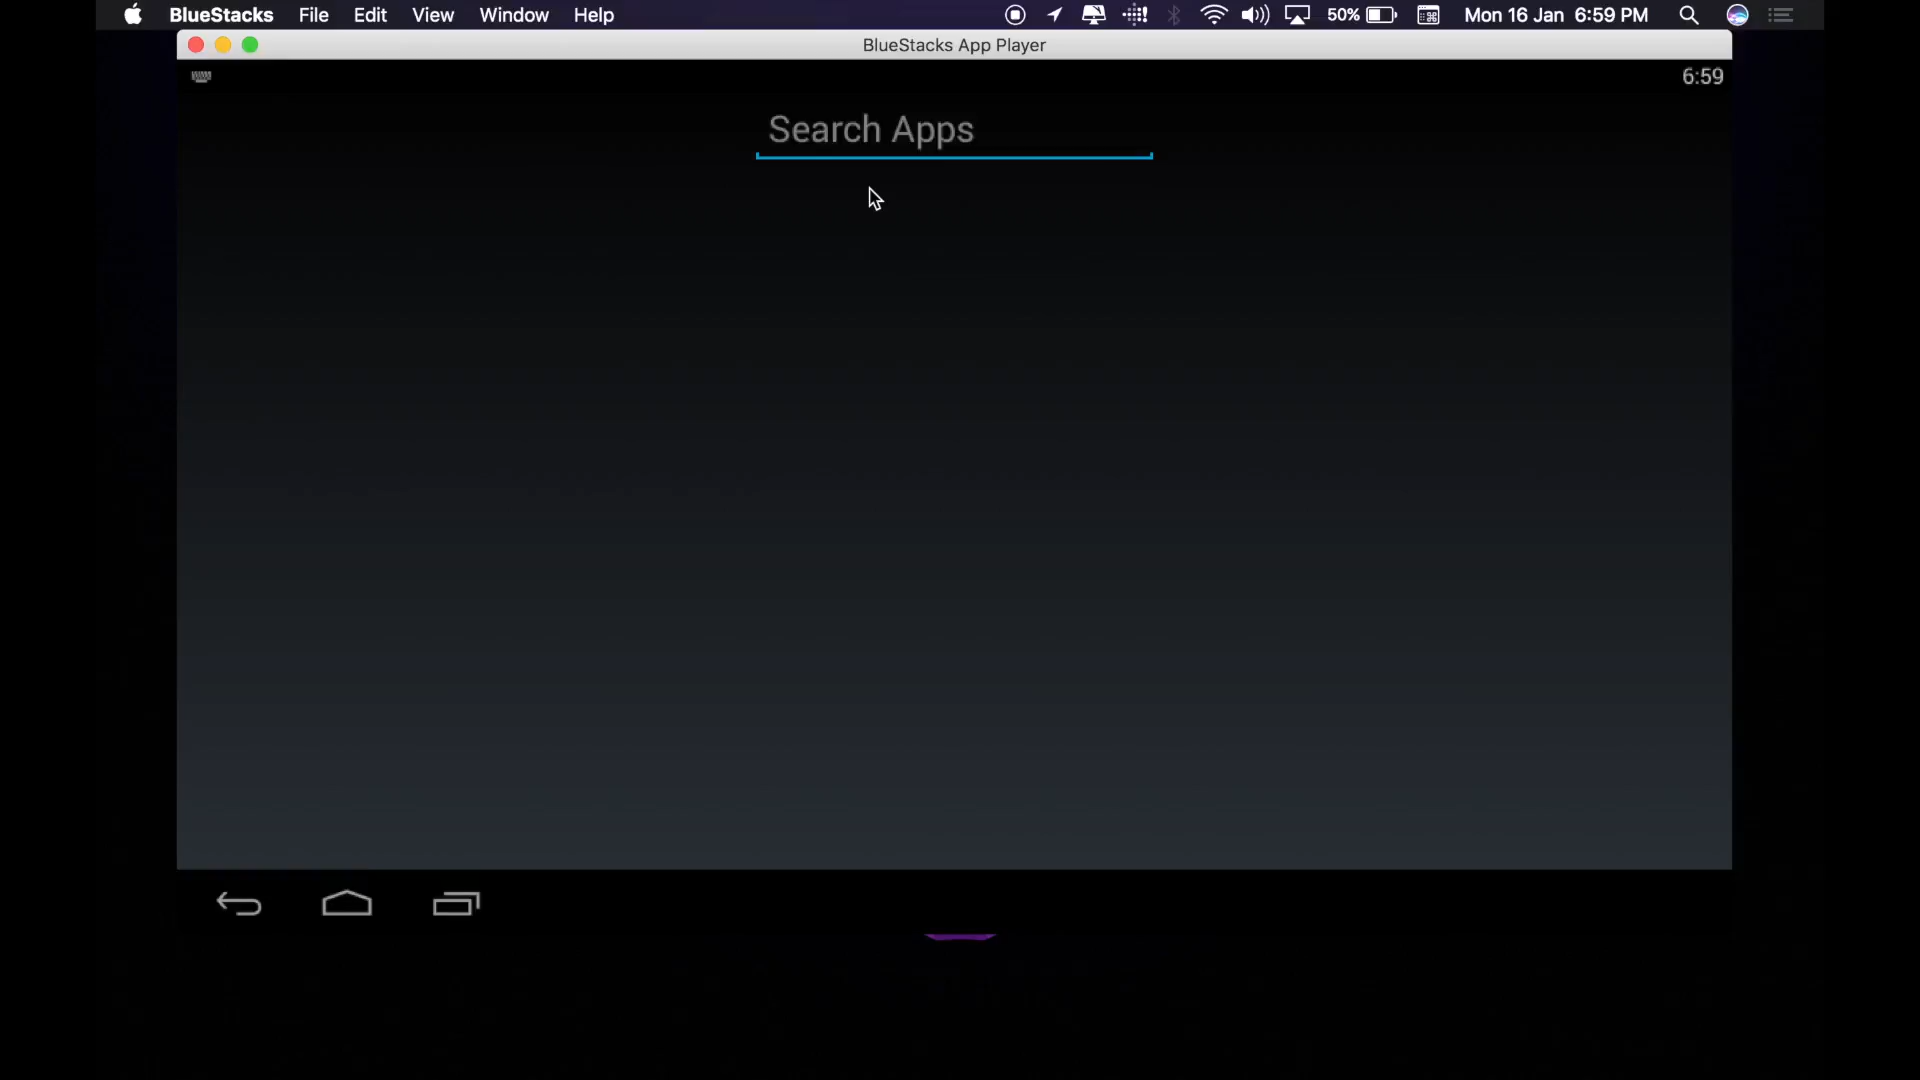 BlueStacks File Edit View Window Help 50% Mon 16 Jan 6:59 PM
BlueStacks App Player
6:59
Search Apps